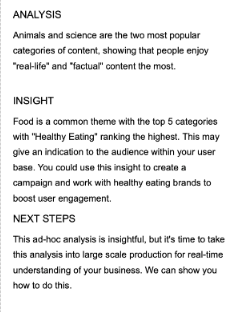 ANALYSIS
Animals and science are the two most popular
categories of content, showing that people enjoy
"real-life" and "factual" content the most.
INSIGHT
Food is a common theme with the top 5 categories
with "Healthy Eating" ranking the highest. This may
give an indication to the audience within your user
base. You could use this insight to create a
campaign and work with healthy eating brands to
boost user engagement.
NEXT STEPS
This ad-hoc analysis is insightful, but it's time to take
this analysis into large scale production for real-time
understanding of your business. We can show you
how to do this.